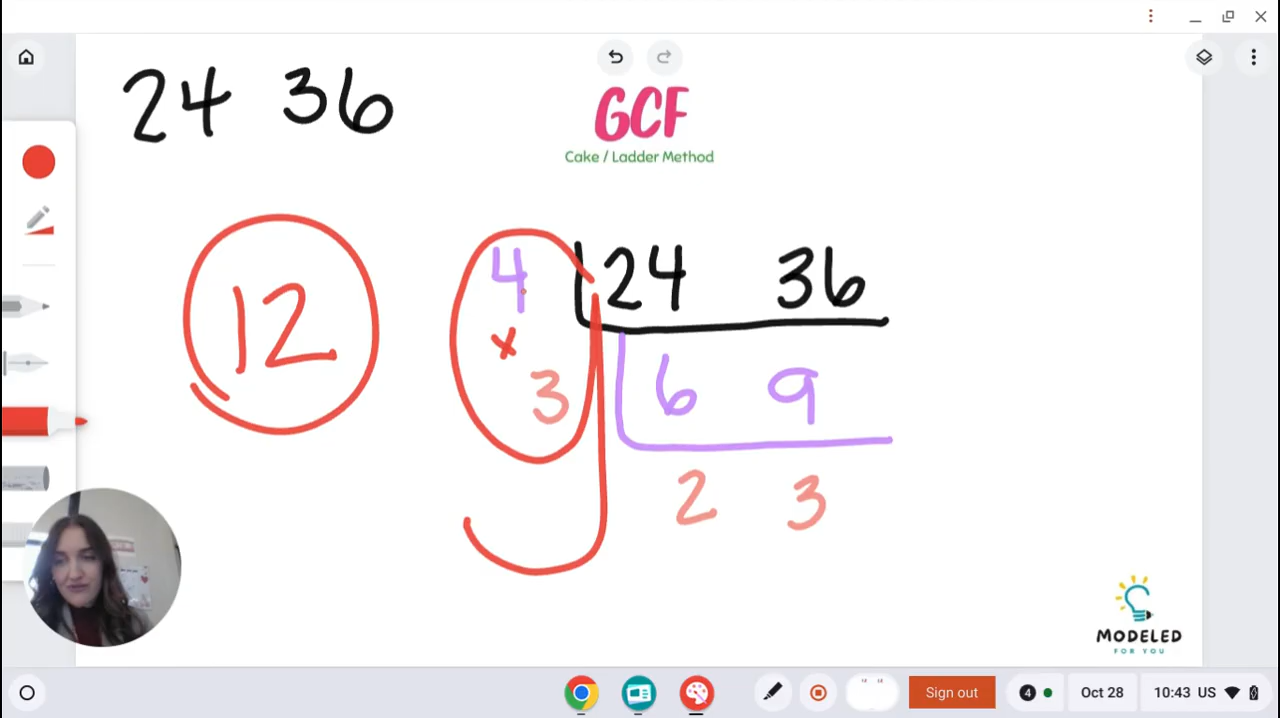 24 36
GCF
Cake / Ladder Method
12
4 24 36
x
3 6 9
2 3
MODELED
FOR YOU
Sign out
4
Oct 28
10:43 US